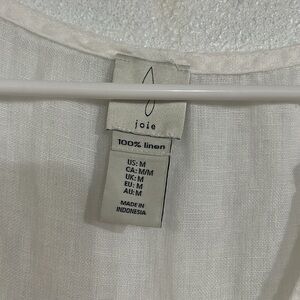 joie
100% linen
US: M
CA: M/M
UK: M
EU: M
AU: M
MADE IN
INDONESIA